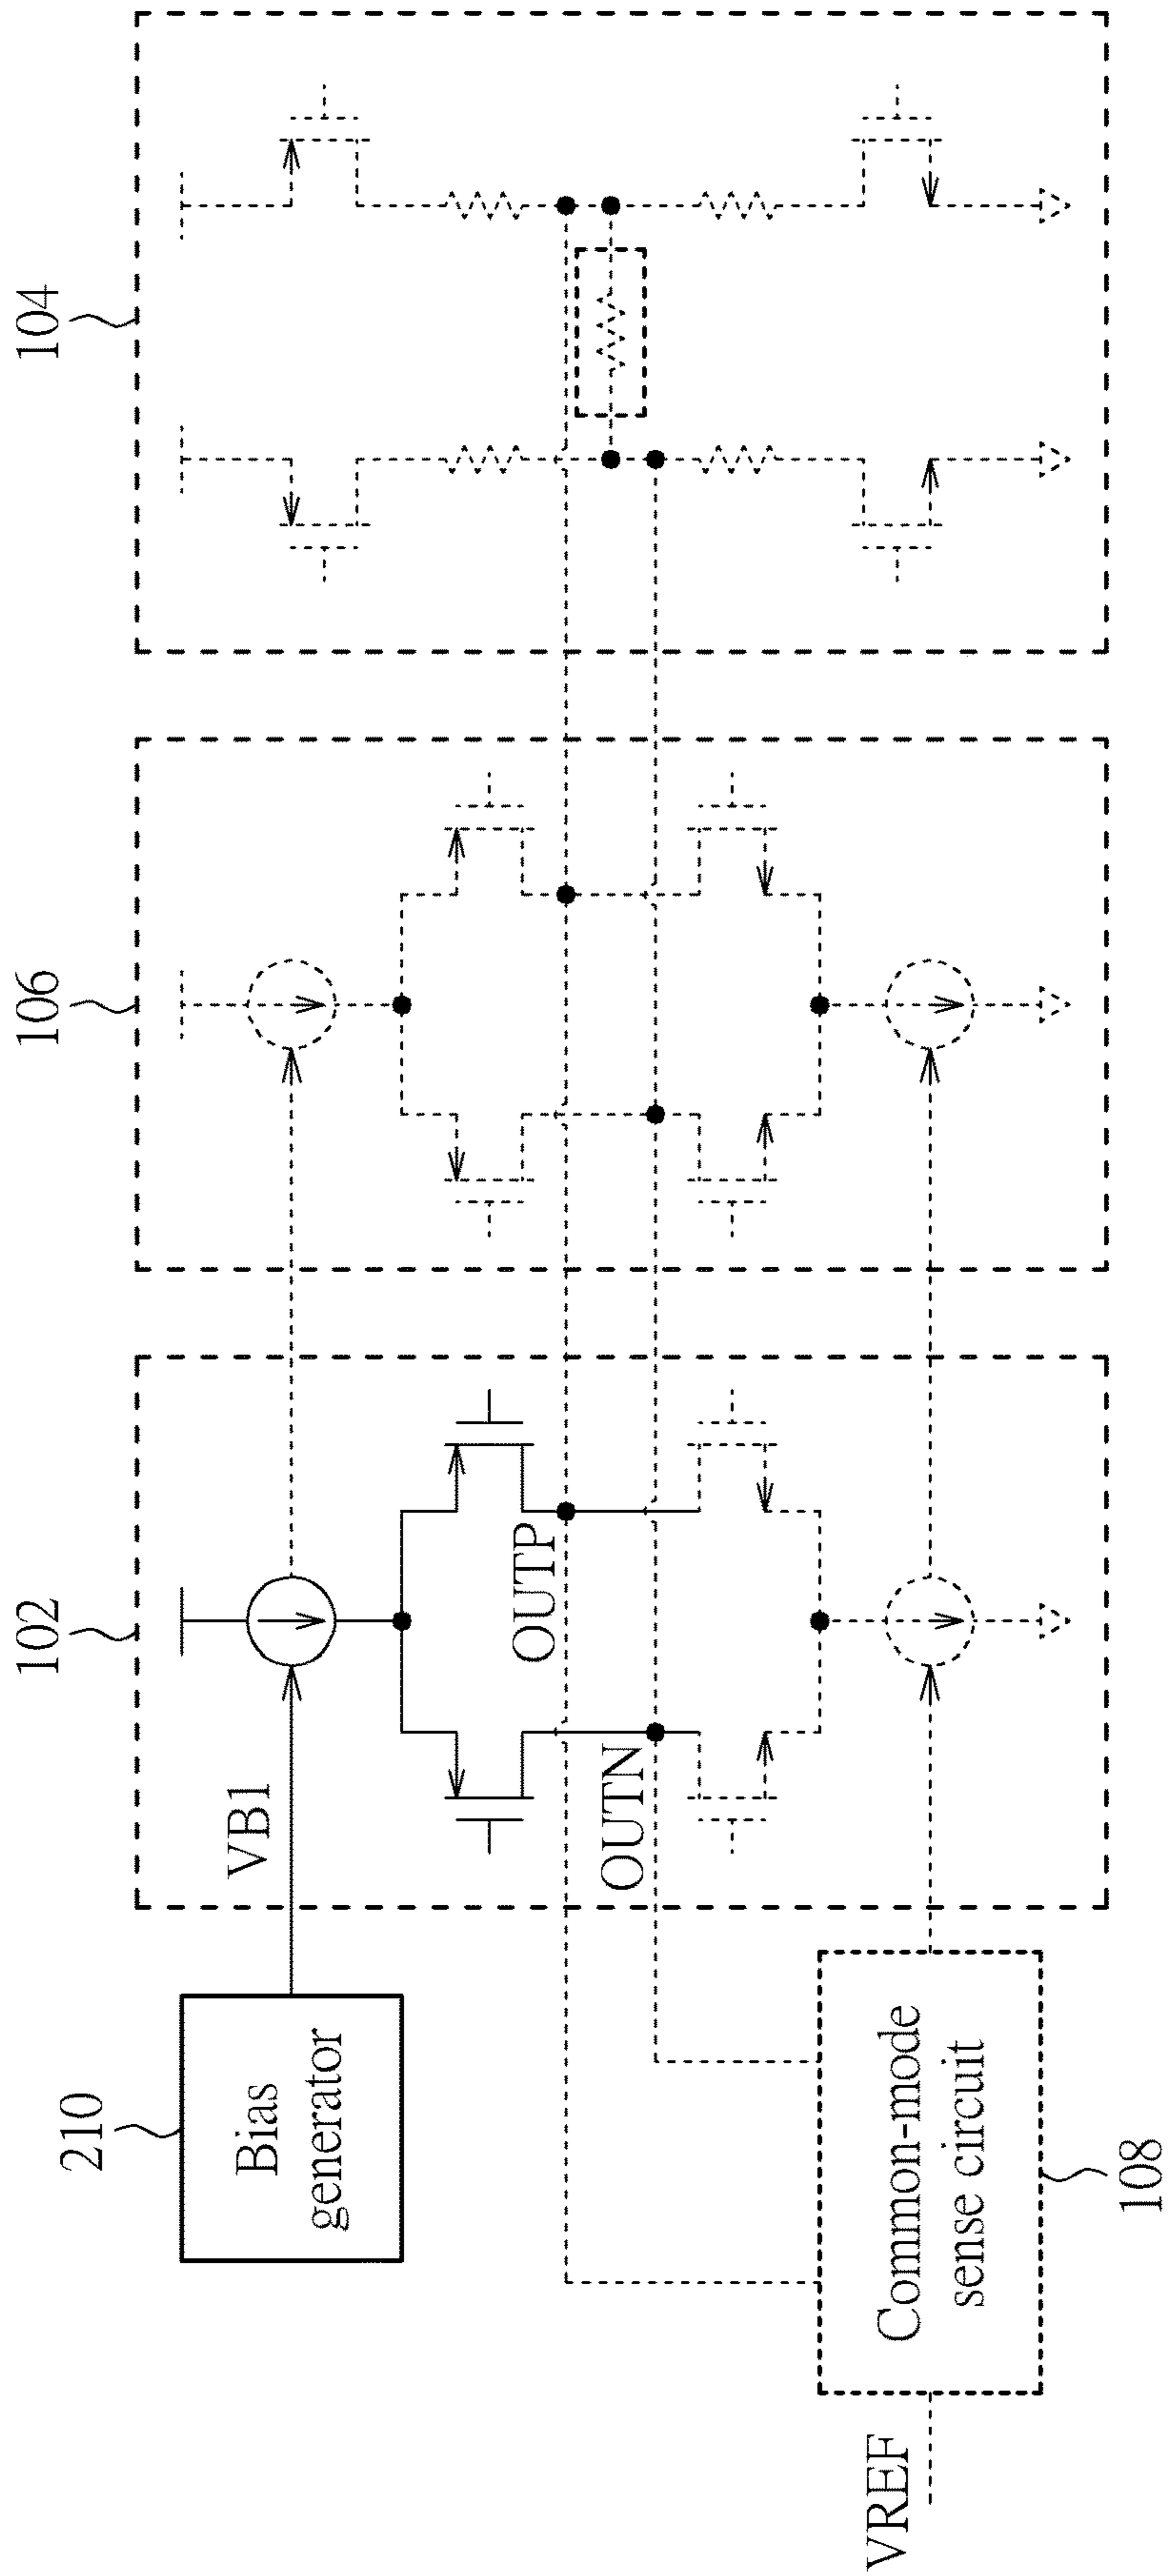 210
Bias
generator
VB1
102
106
104
OUTP
OUTN
VREF
Common-mode
sense circuit
108